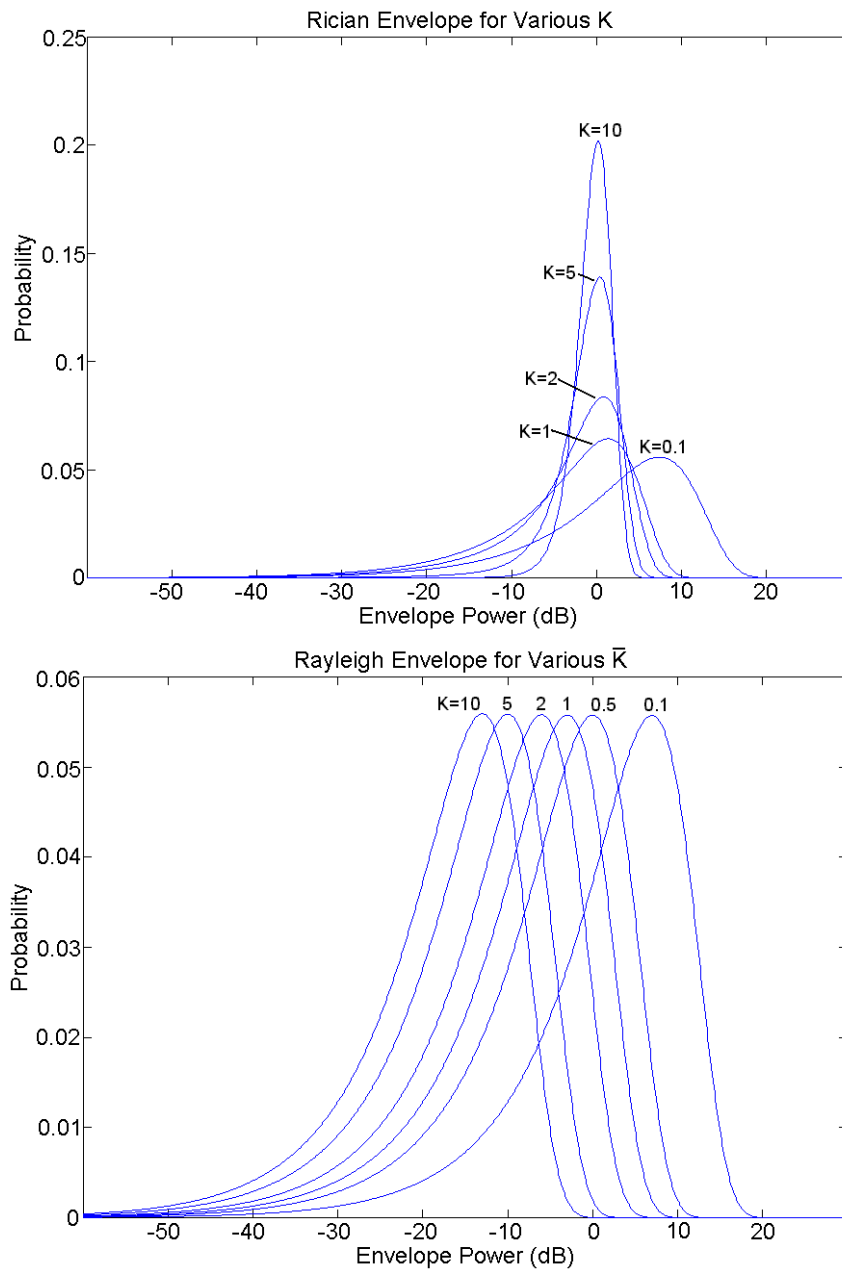 Rician Envelope for Various K
0.25
0.2
0.15
0.1
0.05
0
Probability
K=10
K=5
K=2
K=1
K=0.1
-50 -40 -30 -20 -10 0 10 20
Envelope Power (dB)
Rayleigh Envelope for Various K̅
0.06
0.05
0.04
0.03
0.02
0.01
0
Probability
K=10 5 2 1 0.5 0.1
-50 -40 -30 -20 -10 0 10 20
Envelope Power (dB)